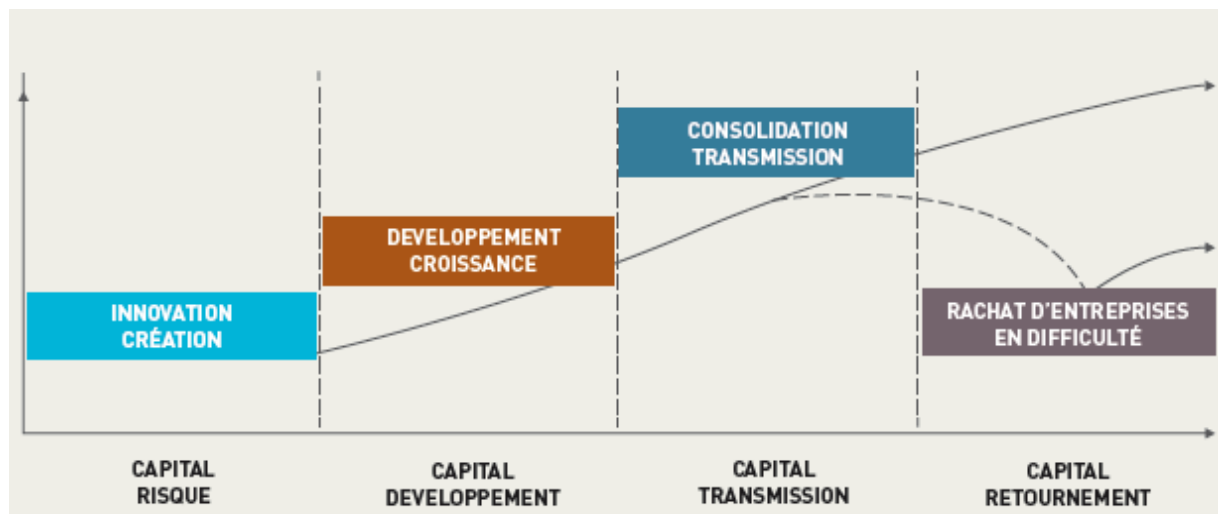 CONSOLIDATION
TRANSMISSION
DEVELOPPEMENT
CROISSANCE
INNOVATION
CRÉATION
RACHAT D'ENTREPRISES
EN DIFFICULTÉ
CAPITAL
RISQUE
CAPITAL
DEVELOPPEMENT
CAPITAL
TRANSMISSION
CAPITAL
RETOURNEMENT